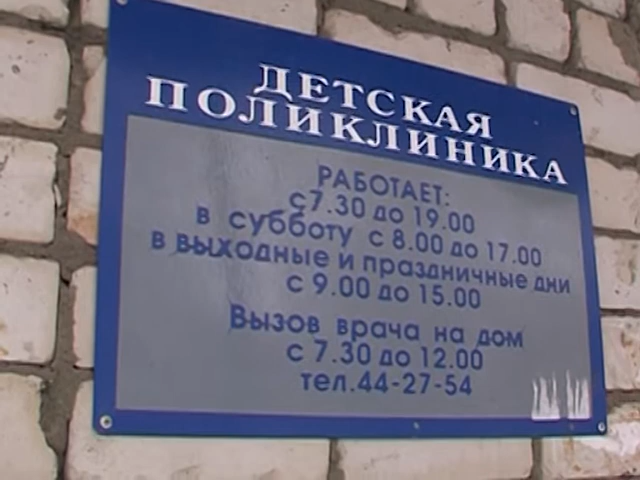 ДЕТСКАЯ
ПОЛИКЛИНИКА
РАБОТАЕТ:
с7.30 до 19.00
в субботу с 8.00 до 17.00
в выходные и праздничные дни
с 9.00 до 15.00
Вызов врача на дом
с 7.30 до 12.00
тел.44-27-54